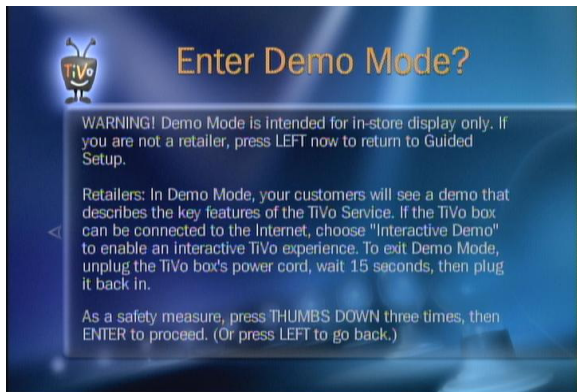 TiVo
Enter Demo Mode?
WARNING! Demo Mode is intended for in-store display only. If
you are not a retailer, press LEFT now to return to Guided
Setup.
Retailers: In Demo Mode, your customers will see a demo that
describes the key features of the TiVo Service. If the TiVo box
can be connected to the Internet, choose "Interactive Demo"
to enable an interactive TiVo experience. To exit Demo Mode,
unplug the TiVo box's power cord, wait 15 seconds, then plug
it back in.
As a safety measure, press THUMBS DOWN three times, then
ENTER to proceed. (Or press LEFT to go back.)